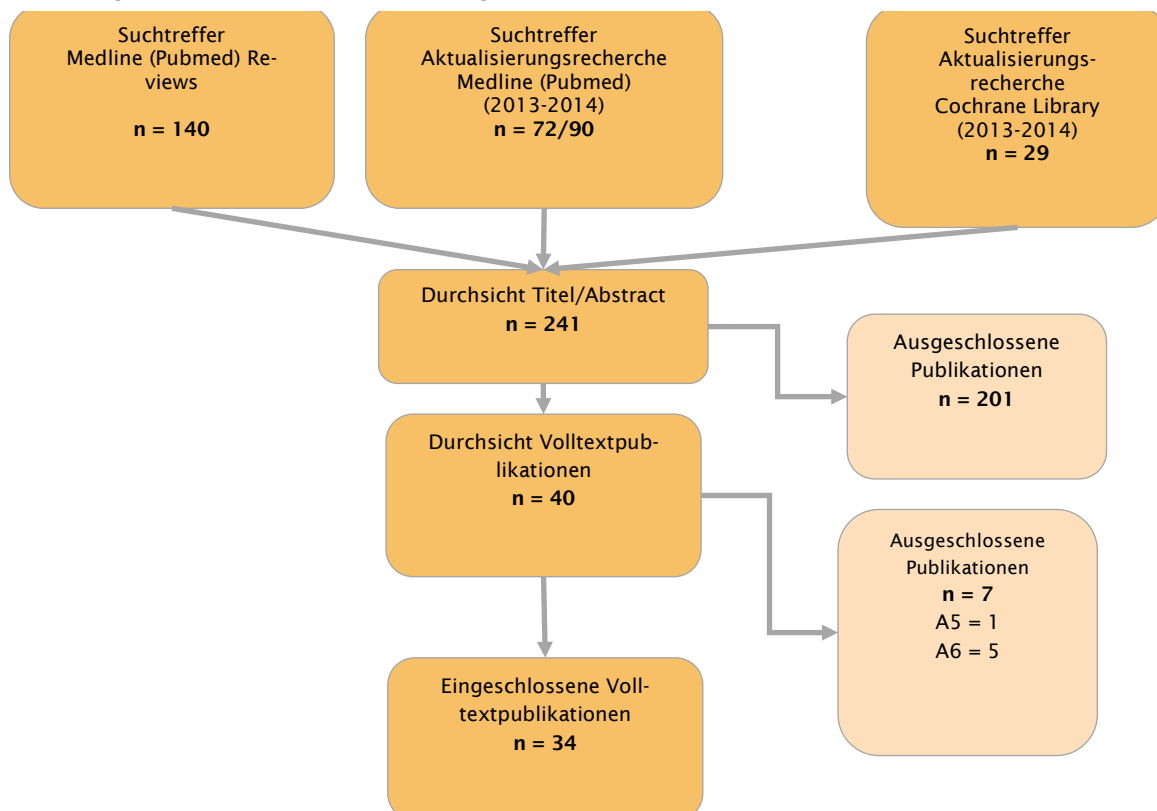 Suchtreffer
Medline (Pubmed) Re-
views
n = 140
Suchtreffer
Aktualisierungsrecherche
Medline (Pubmed)
(2013-2014)
n = 72/90
Suchtreffer
Aktualisierungs-
recherche
Cochrane Library
(2013-2014)
n = 29
Durchsicht Titel/Abstract
n = 241
Ausgeschlossene
Publikationen
n = 201
Durchsicht Volltextpub-
likationen
n = 40
Ausgeschlossene
Publikationen
n = 7
A5 = 1
A6 = 5
Eingeschlossene Voll-
textpublikationen
n = 34